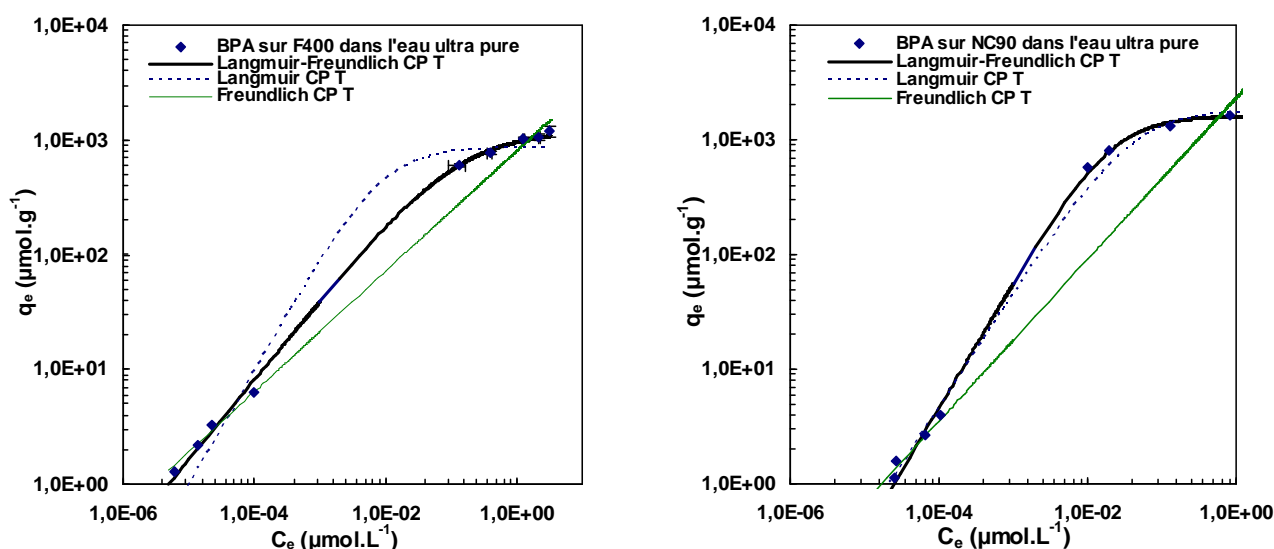 1,0E+04
BPA sur F400 dans l'eau ultra pure
Langmuir-Freundlich CP T
Langmuir CP T
Freundlich CP T
1,0E+03
1,0E+02
1,0E+01
1,0E+00
qe (µmol.g-1)
1,0E-06 1,0E-04 1,0E-02 1,0E+00
Ce (µmol.L-1)
1,0E+04
BPA sur NC90 dans l'eau ultra pure
Langmuir-Freundlich CP T
Langmuir CP T
Freundlich CP T
1,0E+03
1,0E+02
1,0E+01
1,0E+00
qe (µmol.g-1)
1,0E-06 1,0E-04 1,0E-02 1,0E+00
Ce (µmol.L-1)